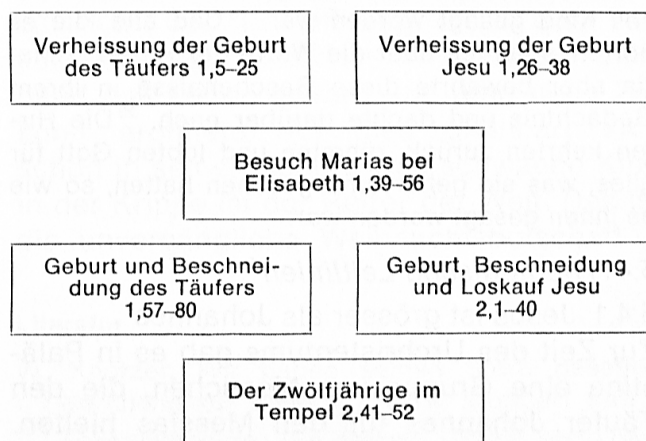 Verheissung der Geburt
des Täufers 1,5–25
Verheissung der Geburt
Jesu 1,26–38
Besuch Marias bei
Elisabeth 1,39–56
Geburt und Beschnei-
dung des Täufers
1,57–80
Geburt, Beschneidung
und Loskauf Jesu
2,1–40
Der Zwölfjährige im
Tempel 2,41–52